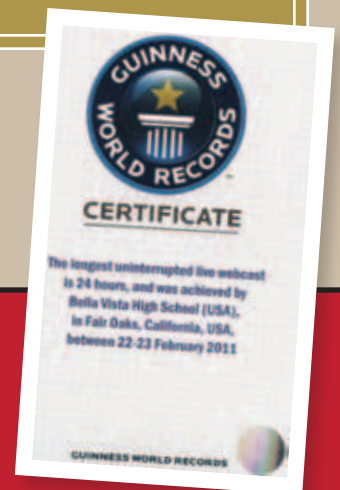 GUINNESS
WORLD RECORDS
™
CERTIFICATE
The longest uninterrupted live webcast
is 24 hours, and was achieved by
Bella Vista High School (USA),
in Fair Oaks, California, USA,
between 22-23 February 2011
GUINNESS WORLD RECORDS